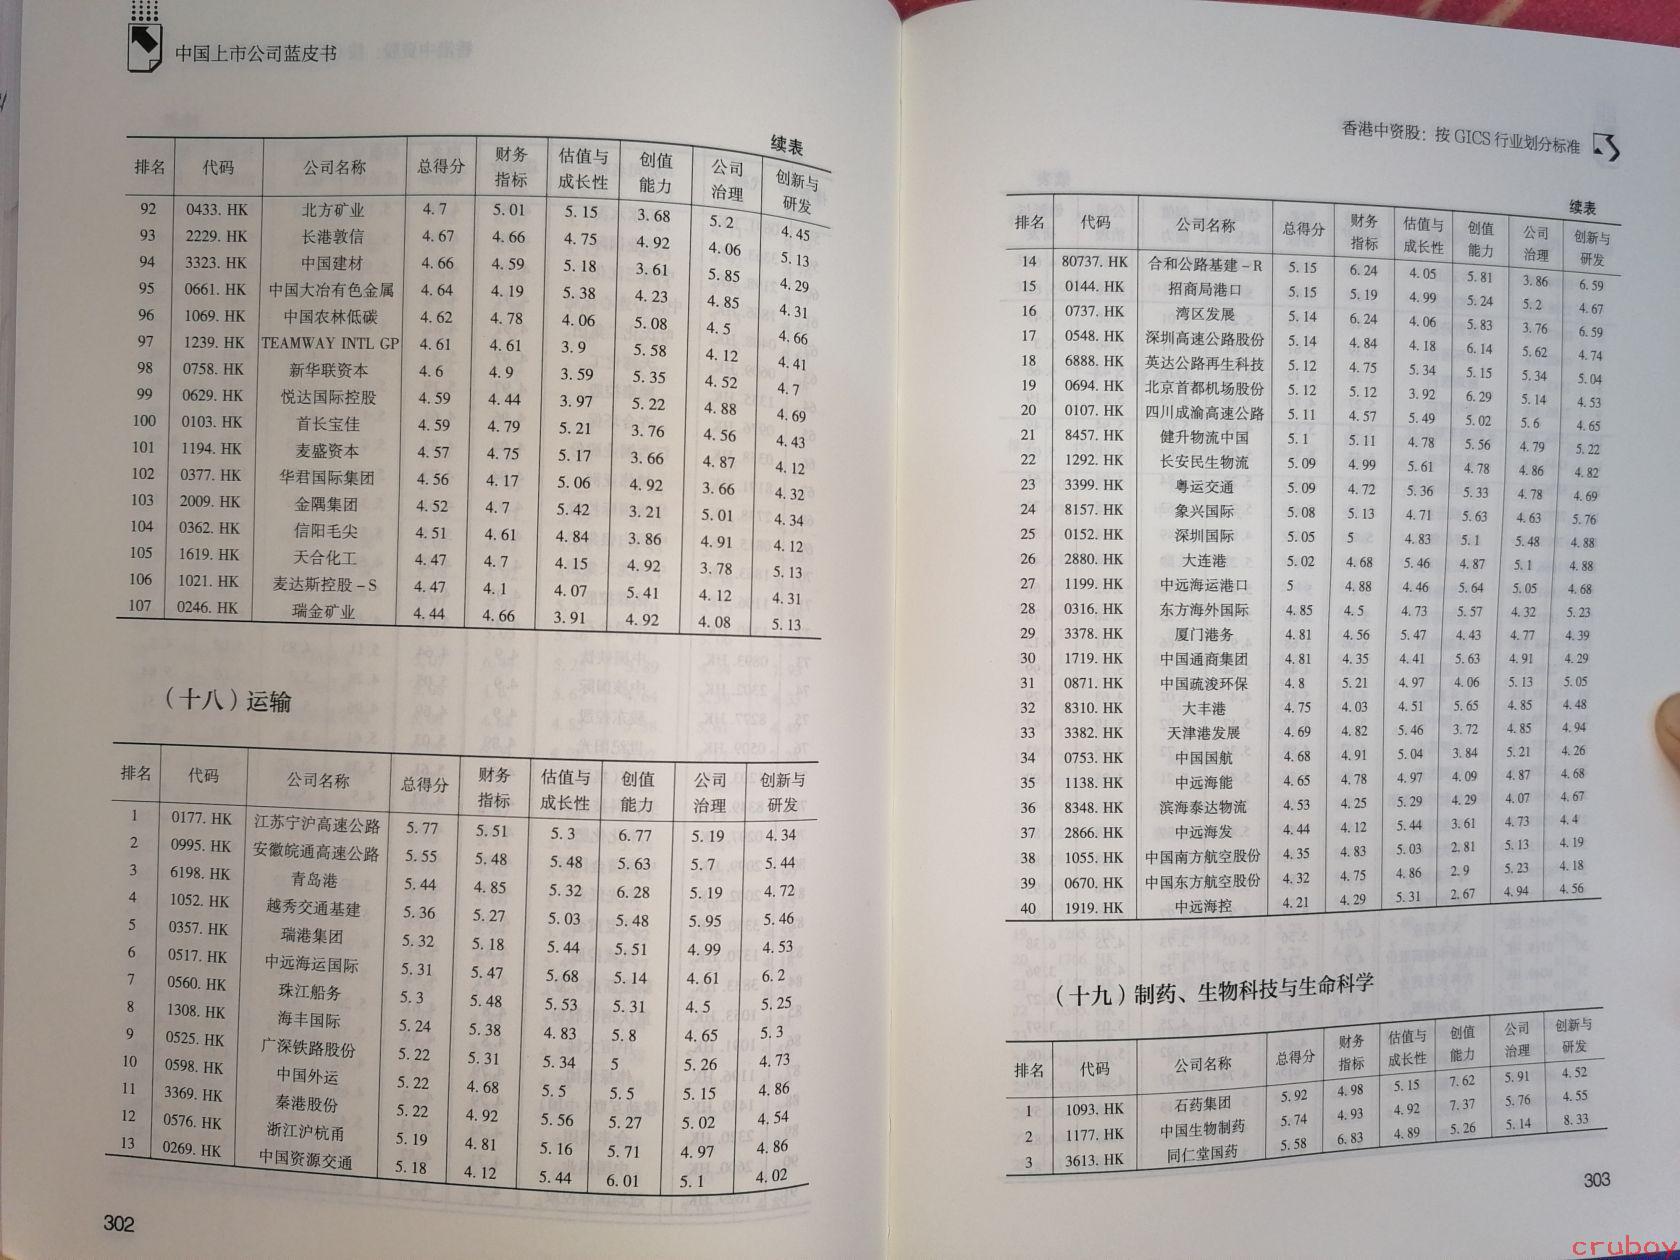 中国上市公司蓝皮书
续表
排名 代码 公司名称 总得分 财务指标 估值与成长性 创值能力 公司治理 创新与研发
92 0433. HK 北方矿业 4.7 5.01 5.15 3.68 5.2 4.45
93 2229. HK 长港敦信 4.67 4.66 4.75 4.92 4.06 5.13
94 3323. HK 中国建材 4.66 4.59 5.18 3.61 5.85 4.29
95 0661. HK 中国大冶有色金属 4.64 4.19 5.38 4.23 4.85 4.31
96 1069. HK 中国农林低碳 4.62 4.78 4.06 5.08 4.5 4.66
97 1239. HK TEAMWAY INTL GP 4.61 4.61 3.9 5.58 4.12 4.41
98 0758. HK 新华联资本 4.6 4.9 3.59 5.35 4.52 4.7
99 0629. HK 悦达国际控股 4.59 4.44 3.97 5.22 4.88 4.69
100 0103. HK 首长宝佳 4.59 4.79 5.21 3.76 4.56 4.43
101 1194. HK 麦盛资本 4.57 4.75 5.17 3.66 4.87 4.12
102 0377. HK 华君国际集团 4.56 4.17 5.06 4.92 3.66 4.32
103 2009. HK 金隅集团 4.52 4.7 5.42 3.21 5.01 4.34
104 0362. HK 信阳毛尖 4.51 4.61 4.84 3.86 4.91 4.12
105 1619. HK 天合化工 4.47 4.7 4.15 4.92 3.78 5.13
106 1021. HK 麦达斯控股－S 4.47 4.1 4.07 5.41 4.12 4.31
107 0246. HK 瑞金矿业 4.44 4.66 3.91 4.92 4.08 5.13
（十八）运输
排名 代码 公司名称 总得分 财务指标 估值与成长性 创值能力 公司治理 创新与研发
1 0177. HK 江苏宁沪高速公路 5.77 5.51 5.3 6.77 5.19 4.34
2 0995. HK 安徽皖通高速公路 5.55 5.48 5.48 5.63 5.7 5.44
3 6198. HK 青岛港 5.44 4.85 5.32 6.28 5.19 4.72
4 1052. HK 越秀交通基建 5.36 5.27 5.03 5.48 5.95 5.46
5 0357. HK 瑞港集团 5.32 5.18 5.44 5.51 4.99 4.53
6 0517. HK 中远海运国际 5.31 5.47 5.68 5.14 4.61 6.2
7 0560. HK 珠江船务 5.3 5.48 5.53 5.31 4.5 5.25
8 1308. HK 海丰国际 5.24 5.38 4.83 5.8 4.65 5.3
9 0525. HK 广深铁路股份 5.22 5.31 5.34 5 5.26 4.73
10 0598. HK 中国外运 5.22 4.68 5.5 5.5 5.15 4.86
11 3369. HK 秦港股份 5.22 4.92 5.56 5.27 5.02 4.54
12 0576. HK 浙江沪杭甬 5.19 4.81 5.16 5.71 4.97 4.86
13 0269. HK 中国资源交通 5.18 4.12 5.44 6.01 5.1 4.02
302
香港中资股：按 GICS 行业划分标准
续表
排名 代码 公司名称 总得分 财务指标 估值与成长性 创值能力 公司治理 创新与研发
14 80737. HK 合和公路基建－R 5.15 6.24 4.05 5.81 3.86 6.59
15 0144. HK 招商局港口 5.15 5.19 4.99 5.24 5.2 4.67
16 0737. HK 湾区发展 5.14 6.24 4.06 5.83 3.76 6.59
17 0548. HK 深圳高速公路股份 5.14 4.84 4.18 6.14 5.62 4.74
18 6888. HK 英达公路再生科技 5.12 4.75 5.34 5.15 5.34 5.04
19 0694. HK 北京首都机场股份 5.12 5.12 3.92 6.29 5.14 4.53
20 0107. HK 四川成渝高速公路 5.11 4.57 5.49 5.02 5.6 4.65
21 8457. HK 健升物流中国 5.1 5.11 4.78 5.56 4.79 5.22
22 1292. HK 长安民生物流 5.09 4.99 5.61 4.78 4.86 4.82
23 3399. HK 粤运交通 5.09 4.72 5.36 5.33 4.78 4.69
24 8157. HK 象兴国际 5.08 5.13 4.71 5.63 4.63 5.76
25 0152. HK 深圳国际 5.05 5 4.83 5.1 5.48 4.88
26 2880. HK 大连港 5.02 4.68 5.46 4.87 5.1 4.88
27 1199. HK 中远海运港口 5 4.88 4.46 5.64 5.05 4.68
28 0316. HK 东方海外国际 4.85 4.5 4.73 5.57 4.32 5.23
29 3378. HK 厦门港务 4.81 4.56 5.47 4.43 4.77 4.39
30 1719. HK 中国通商集团 4.81 4.35 4.41 5.63 4.91 4.29
31 0871. HK 中国疏浚环保 4.8 5.21 4.97 4.06 5.13 5.05
32 8310. HK 大丰港 4.75 4.03 4.51 5.65 4.85 4.48
33 3382. HK 天津港发展 4.69 4.82 5.46 3.72 4.85 4.94
34 0753. HK 中国国航 4.68 4.91 5.04 3.84 5.21 4.26
35 1138. HK 中远海能 4.65 4.78 4.97 4.09 4.87 4.68
36 8348. HK 滨海泰达物流 4.53 4.25 5.29 4.29 4.07 4.67
37 2866. HK 中远海发 4.44 4.12 5.44 3.61 4.73 4.4
38 1055. HK 中国南方航空股份 4.35 4.83 5.03 2.81 5.13 4.19
39 0670. HK 中国东方航空股份 4.32 4.75 4.86 2.9 5.23 4.18
40 1919. HK 中远海控 4.21 4.29 5.31 2.67 4.94 4.56
（十九）制药、生物科技与生命科学
排名 代码 公司名称 总得分 财务指标 估值与成长性 创值能力 公司治理 创新与研发
1 1093. HK 石药集团 5.92 4.98 5.15 7.62 5.91 4.52
2 1177. HK 中国生物制药 5.74 4.93 4.92 7.37 5.76 4.55
3 3613. HK 同仁堂国药 5.58 6.83 4.89 5.26 5.14 8.33
303
cruboy